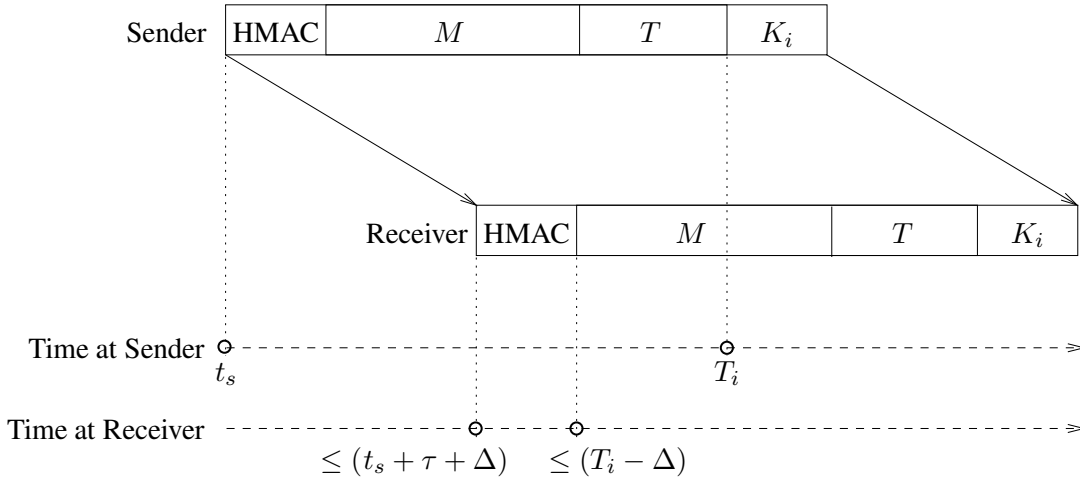 Sender HMAC M T K_i
Receiver HMAC M T K_i
Time at Sender
t_s T_i
Time at Receiver
≤ (t_s + τ + Δ) ≤ (T_i − Δ)